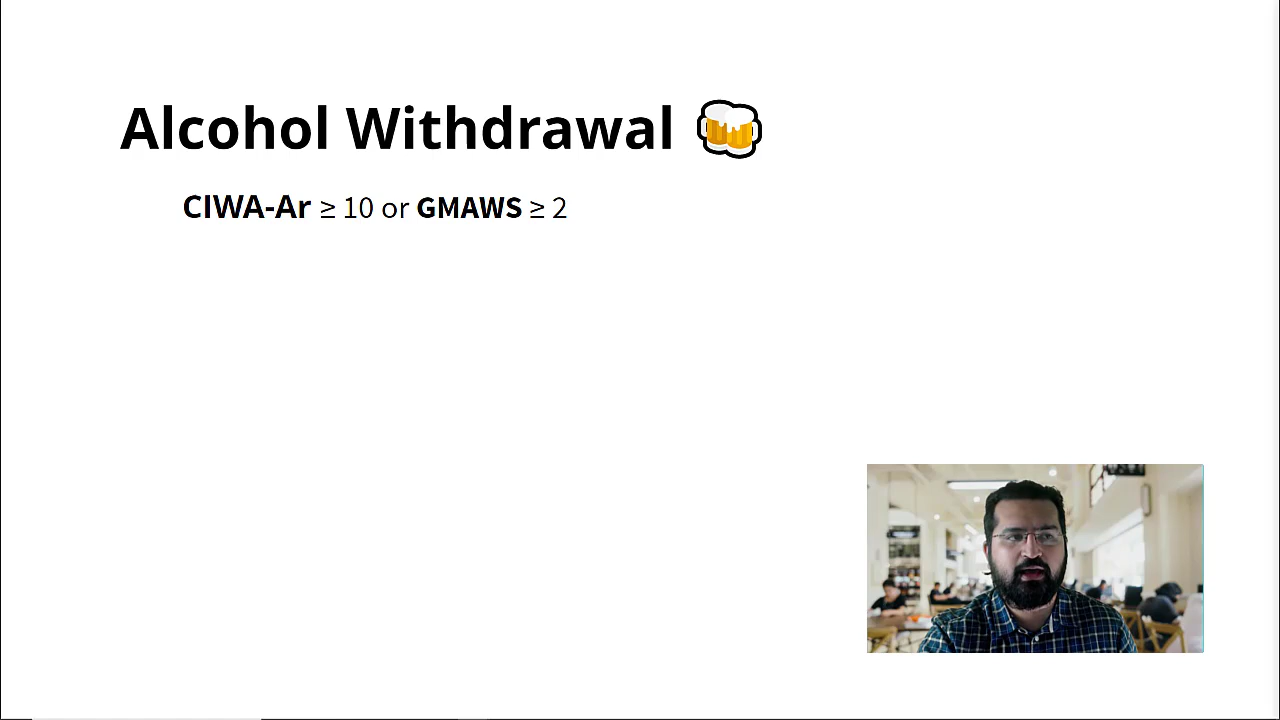 Alcohol Withdrawal 🍻
CIWA-Ar ≥ 10 or GMAWS ≥ 2